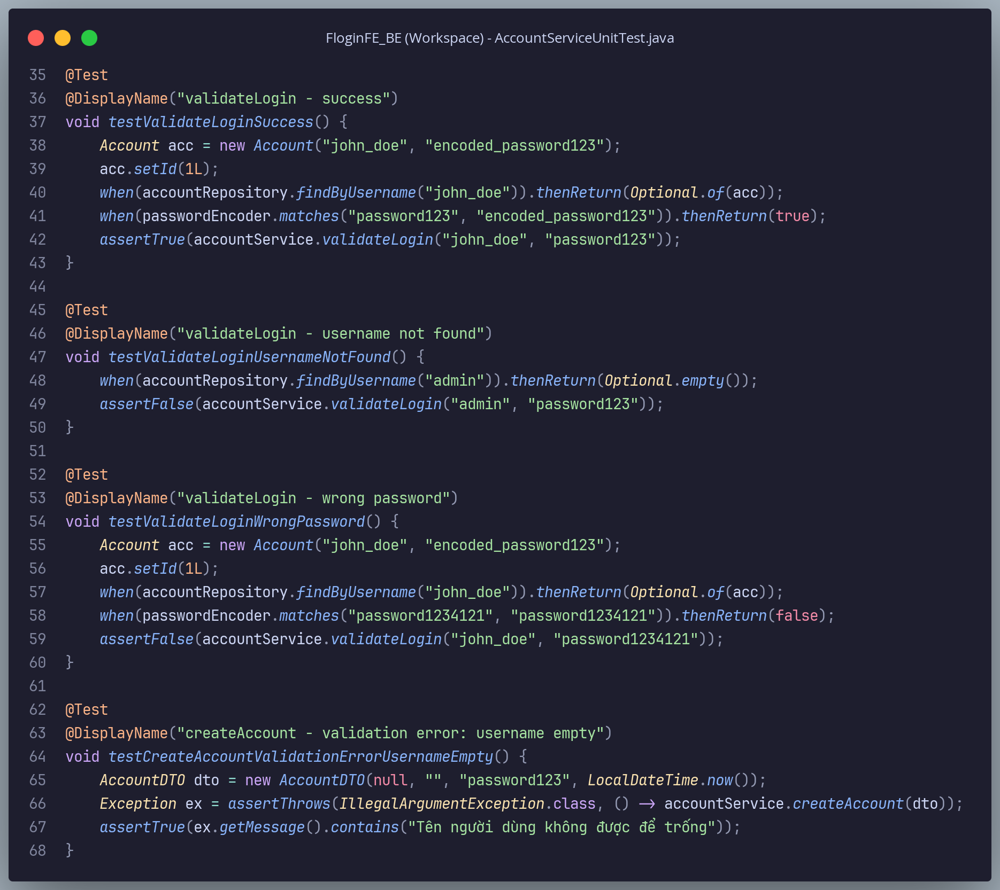 FloginFE_BE (Workspace) - AccountServiceUnitTest.java
35 @Test
36 @DisplayName("validateLogin - success")
37 void testValidateLoginSuccess() {
38     Account acc = new Account("john_doe", "encoded_password123");
39     acc.setId(1L);
40     when(accountRepository.findByUsername("john_doe")).thenReturn(Optional.of(acc));
41     when(passwordEncoder.matches("password123", "encoded_password123")).thenReturn(true);
42     assertTrue(accountService.validateLogin("john_doe", "password123"));
43 }
44
45 @Test
46 @DisplayName("validateLogin - username not found")
47 void testValidateLoginUsernameNotFound() {
48     when(accountRepository.findByUsername("admin")).thenReturn(Optional.empty());
49     assertFalse(accountService.validateLogin("admin", "password123"));
50 }
51
52 @Test
53 @DisplayName("validateLogin - wrong password")
54 void testValidateLoginWrongPassword() {
55     Account acc = new Account("john_doe", "encoded_password123");
56     acc.setId(1L);
57     when(accountRepository.findByUsername("john_doe")).thenReturn(Optional.of(acc));
58     when(passwordEncoder.matches("password1234121", "password1234121")).thenReturn(false);
59     assertFalse(accountService.validateLogin("john_doe", "password1234121"));
60 }
61
62 @Test
63 @DisplayName("createAccount - validation error: username empty")
64 void testCreateAccountValidationErrorUsernameEmpty() {
65     AccountDTO dto = new AccountDTO(null, "", "password123", LocalDateTime.now());
66     Exception ex = assertThrows(IllegalArgumentException.class, () -> accountService.createAccount(dto));
67     assertTrue(ex.getMessage().contains("Tên người dùng không được để trống"));
68 }